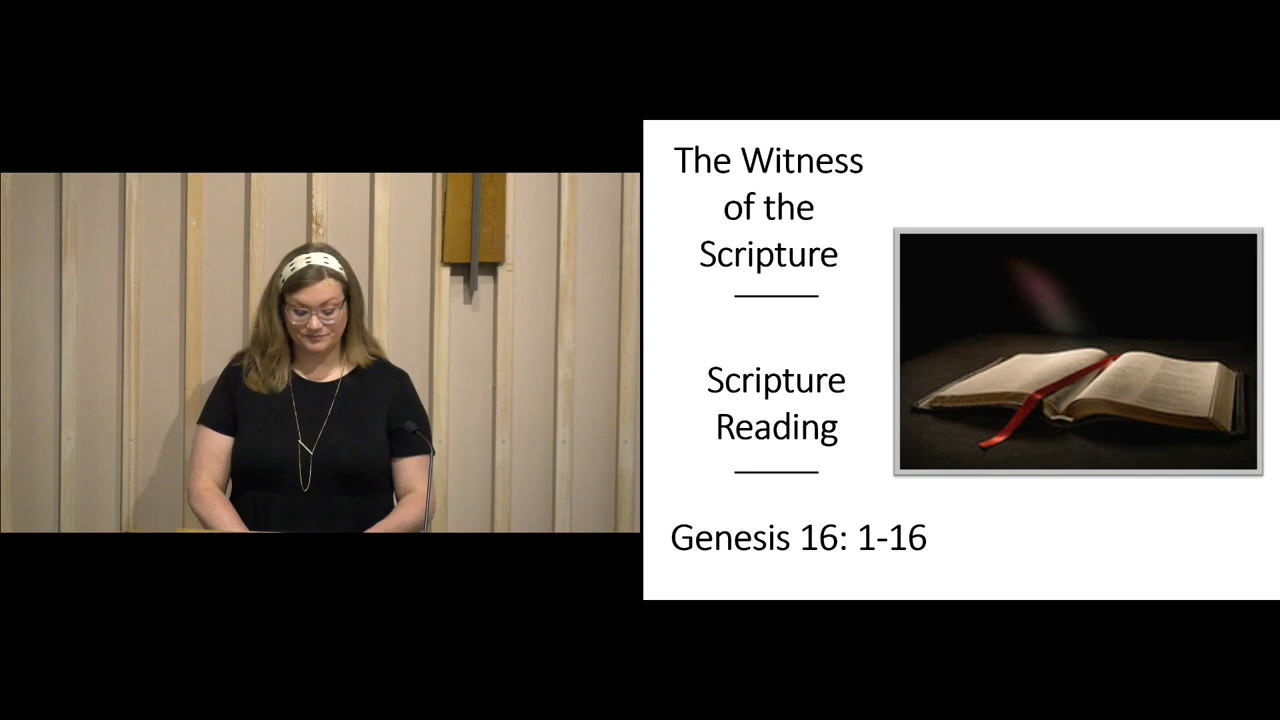 The Witness
of the
Scripture
Scripture
Reading
Genesis 16: 1-16